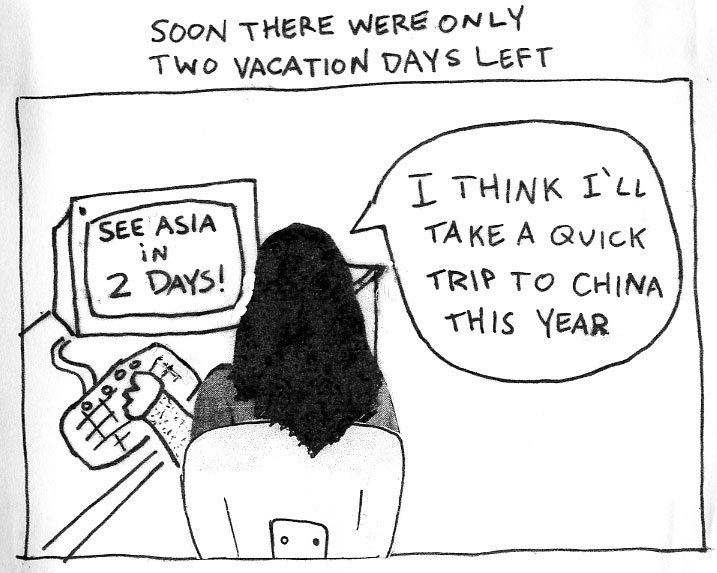 SOON THERE WERE ONLY
TWO VACATION DAYS LEFT
SEE ASIA
iN
2 DAYS!
I THINK I'LL
TAKE A QUICK
TRIP TO CHINA
THIS YEAR